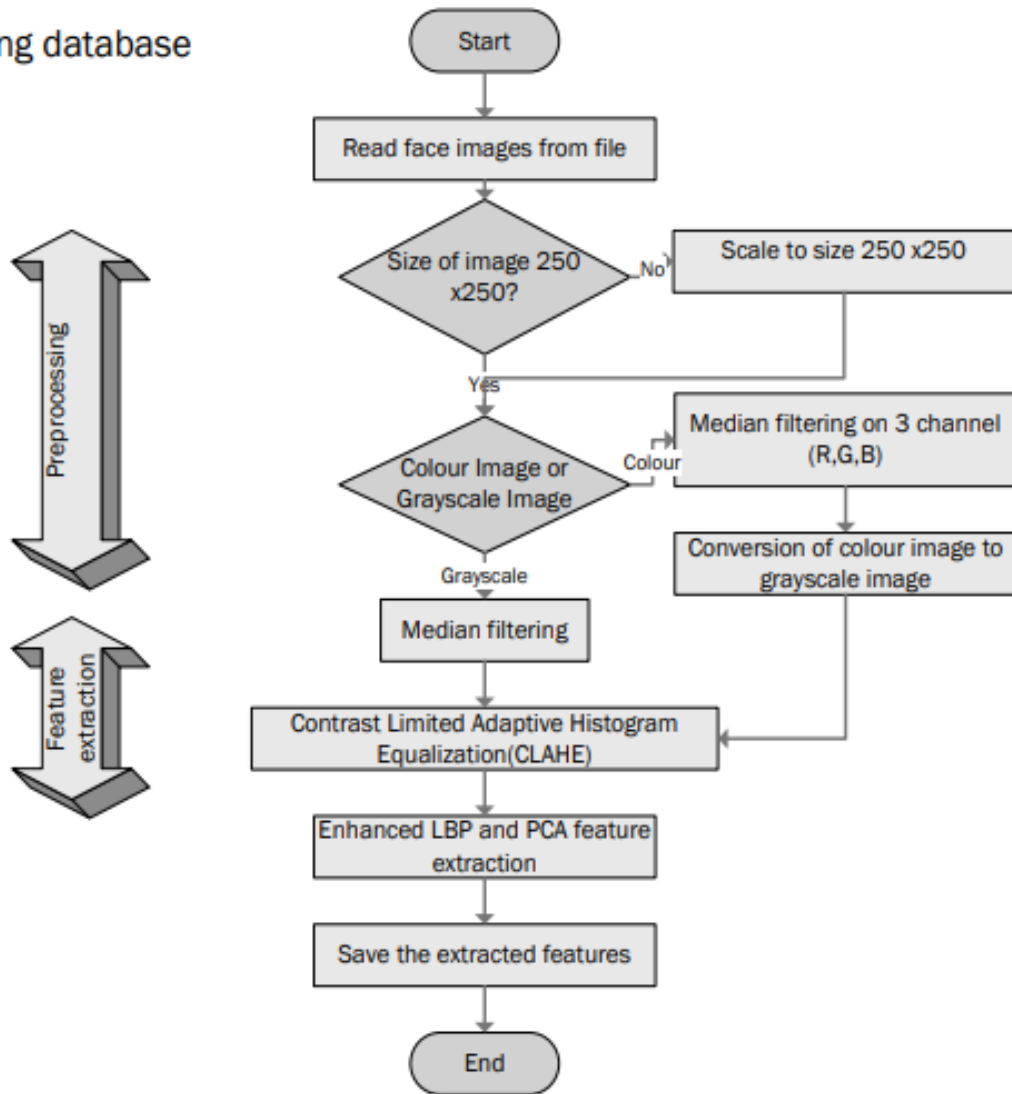 ng database
Start
Read face images from file
Size of image 250
x250?
No
Scale to size 250 x250
Yes
Preprocessing
Colour Image or
Grayscale Image
Colour
Median filtering on 3 channel
(R,G,B)
Conversion of colour image to
grayscale image
Grayscale
Median filtering
Feature
extraction
Contrast Limited Adaptive Histogram
Equalization(CLAHE)
Enhanced LBP and PCA feature
extraction
Save the extracted features
End